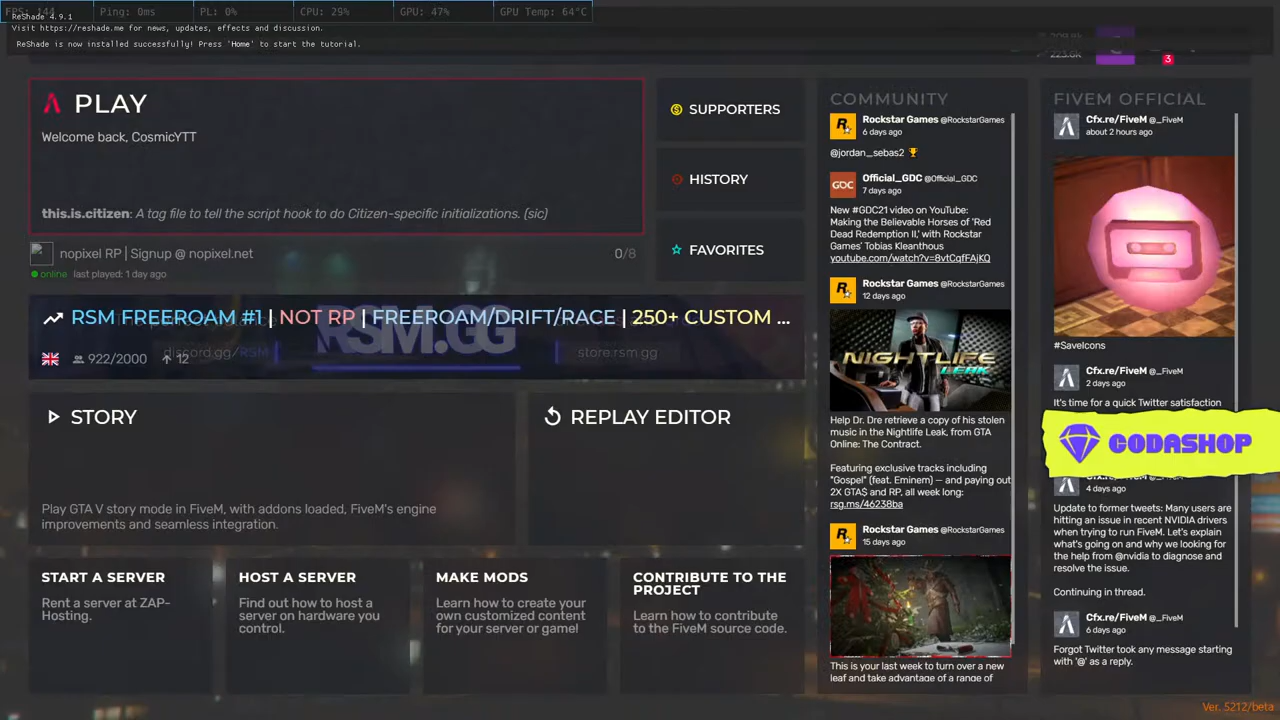 FPS: 144 Ping: 0ms PL: 0% CPU: 29% GPU: 47% GPU Temp: 64°C
ReShade 4.9.1
Visit https://reshade.me for news, updates, effects and discussion.
ReShade is now installed successfully! Press 'Home' to start the tutorial.
3
PLAY
Welcome back, CosmicYTT
this.is.citizen: A tag file to tell the script hook to do Citizen-specific initializations. (sic)
nopixel RP | Signup @ nopixel.net 0/8
online last played: 1 day ago
SUPPORTERS
HISTORY
FAVORITES
RSM FREEROAM #1 | NOT RP | FREEROAM/DRIFT/RACE | 250+ CUSTOM ...
RSM.GG
discord.gg/RSM
store.rsm.gg
922/2000 12
STORY
Play GTA V story mode in FiveM, with addons loaded, FiveM's engine
improvements and seamless integration.
REPLAY EDITOR
START A SERVER
Rent a server at ZAP-
Hosting.
HOST A SERVER
Find out how to host a
server on hardware you
control.
MAKE MODS
Learn how to create your
own customized content
for your server or game!
CONTRIBUTE TO THE
PROJECT
Learn how to contribute
to the FiveM source code.
COMMUNITY
Rockstar Games @RockstarGames
6 days ago
@jordan_sebas2 🏆
GDC
Official_GDC @Official_GDC
7 days ago
New #GDC21 video on YouTube:
Making the Believable Horses of 'Red
Dead Redemption II,' with Rockstar
Games' Tobias Kleanthous
youtube.com/watch?v=8vtCqfFAjKQ
Rockstar Games @RockstarGames
12 days ago
NIGHTLIFE
LEAK
Help Dr. Dre retrieve a copy of his stolen
music in the Nightlife Leak, from GTA
Online: The Contract.
Featuring exclusive tracks including
"Gospel" (feat. Eminem) — and paying out
2X GTA$ and RP, all week long:
rsg.ms/46238ba
Rockstar Games @RockstarGames
15 days ago
This is your last week to turn over a new
leaf and take advantage of a range of
FIVEM OFFICIAL
Cfx.re/FiveM @_FiveM
about 2 hours ago
#SaveIcons
Cfx.re/FiveM @_FiveM
2 days ago
It's time for a quick Twitter satisfaction
CODASHOP
Cfx.re/FiveM @_FiveM
4 days ago
Update to former tweets: Many users are
hitting an issue in recent NVIDIA drivers
when trying to run FiveM. Let's explain
what's going on and why we looking for
the help from @nvidia to diagnose and
resolve the issue.
Continuing in thread.
Cfx.re/FiveM @_FiveM
6 days ago
Forgot Twitter took any message starting
with '@' as a reply.
Ver. 5212/beta